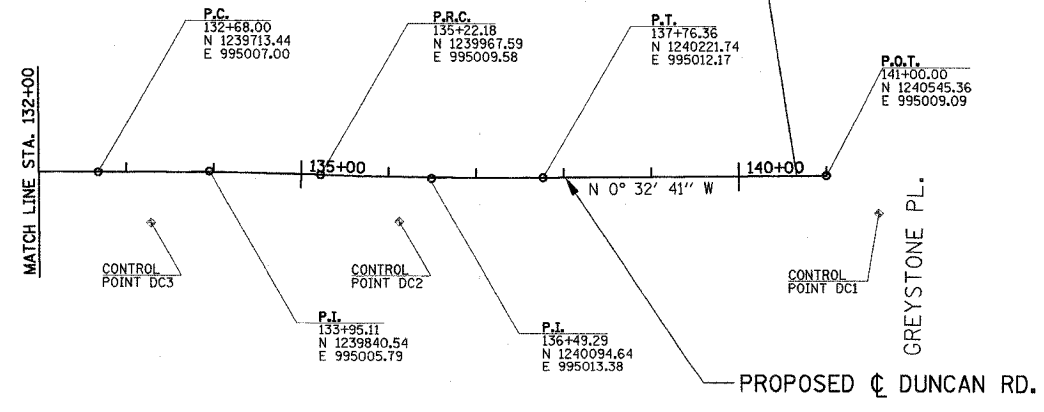 P.C.
132+68.00
N 1239713.44
E 995007.00
P.R.C.
135+22.18
N 1239967.59
E 995009.58
P.T.
137+76.36
N 1240221.74
E 995012.17
P.O.T.
141+00.00
N 1240545.36
E 995009.09
MATCH LINE STA. 132+00
135+00
140+00
N 0° 32' 41'' W
CONTROL
POINT DC3
CONTROL
POINT DC2
CONTROL
POINT DC1
GREYSTONE PL.
P.I.
133+95.11
N 1239840.54
E 995005.79
P.I.
136+49.29
N 1240094.64
E 995013.38
PROPOSED ℄ DUNCAN RD.